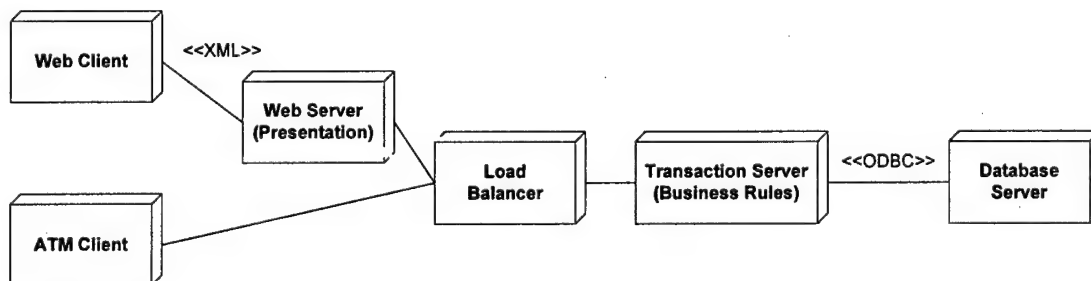 Web Client
<<XML>>
Web Server
(Presentation)
Load
Balancer
Transaction Server
(Business Rules)
<<ODBC>>
Database
Server
ATM Client